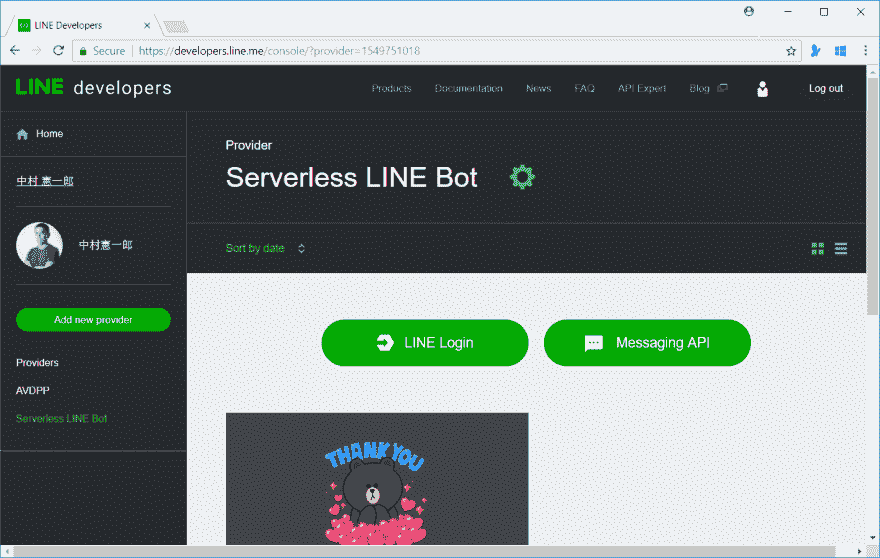 LINE Developers
Secure
https://developers.line.me/console/?provider=1549751018
LINE developers
Products
Documentation
News
FAQ
API Expert
Blog
Log out
Home
中村 憲一郎
中村憲一郎
Add new provider
Providers
AVDPP
Serverless LINE Bot
Provider
Serverless LINE Bot
Sort by date
LINE Login
Messaging API
THANK YOU